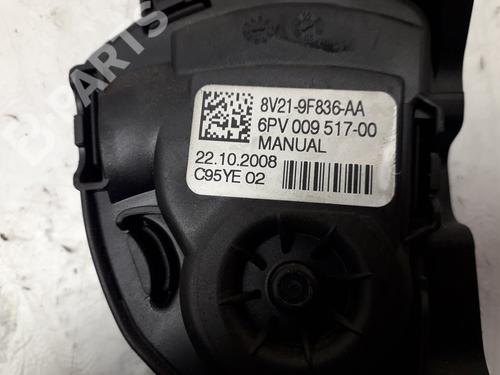 8V21-9F836-AA
6PV 009 517-00
MANUAL
22.10.2008
C95YE 02
B-PARTS